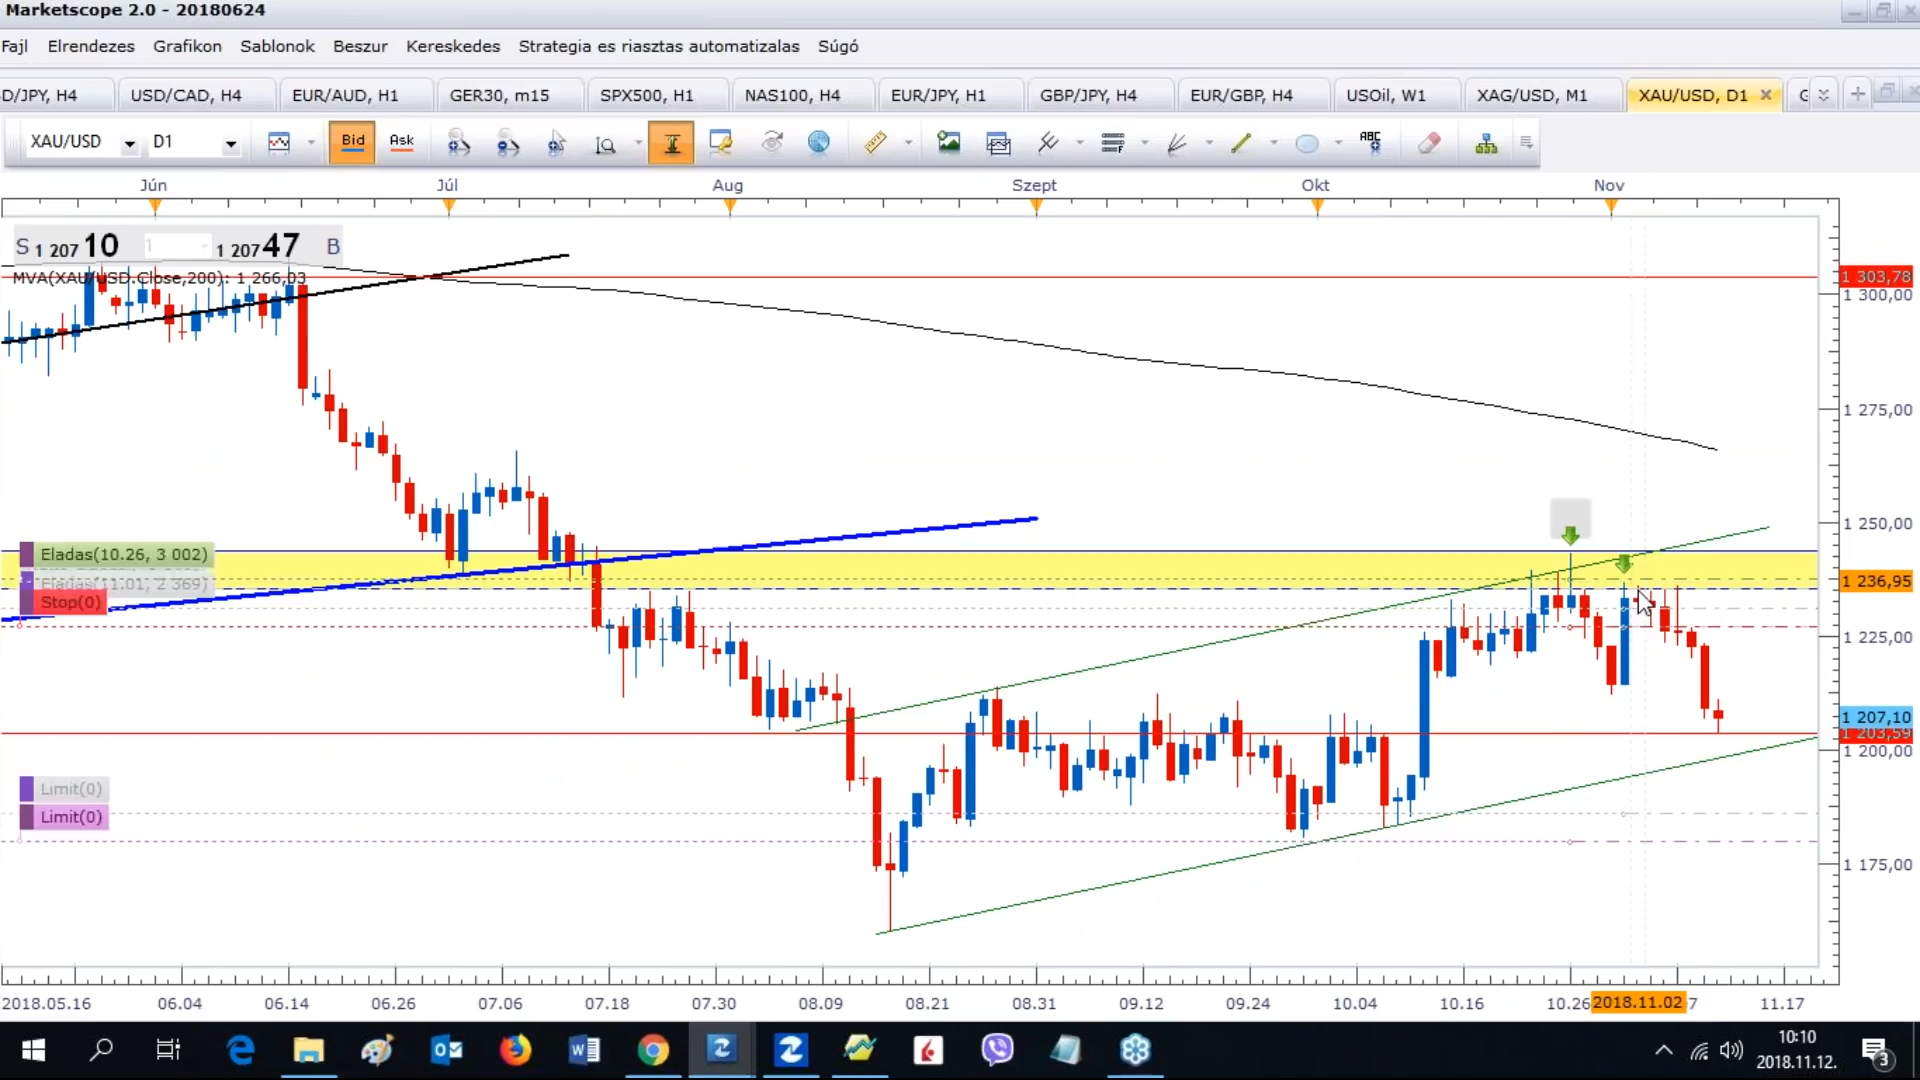 Marketscope 2.0 - 20180624
Fajl Elrendezes Grafikon Sablonok Beszur Kereskedes Strategia es riasztas automatizalas Súgó
D/JPY, H4 USD/CAD, H4 EUR/AUD, H1 GER30, m15 SPX500, H1 NAS100, H4 EUR/JPY, H1 GBP/JPY, H4 EUR/GBP, H4 USOil, W1 XAG/USD, M1 XAU/USD, D1
XAU/USD D1 Bid Ask ABC
Jún Júl Aug Szept Okt Nov
S 1 207 10 1 1 207 47 B
MVA(XAU/USD.Close,200): 1 266,03
1 303,78
1 300,00
1 275,00
1 250,00
Eladas(10.26, 3 002)
1 236,95
Eladas(11.01, 2 369)
Stop(0)
1 225,00
1 207,10
1 203,59
1 200,00
Limit(0)
Limit(0)
1 175,00
2018.05.16 06.04 06.14 06.26 07.06 07.18 07.30 08.09 08.21 08.31 09.12 09.24 10.04 10.16 10.26 2018.11.02 7 11.17
10:10
2018.11.12.
3